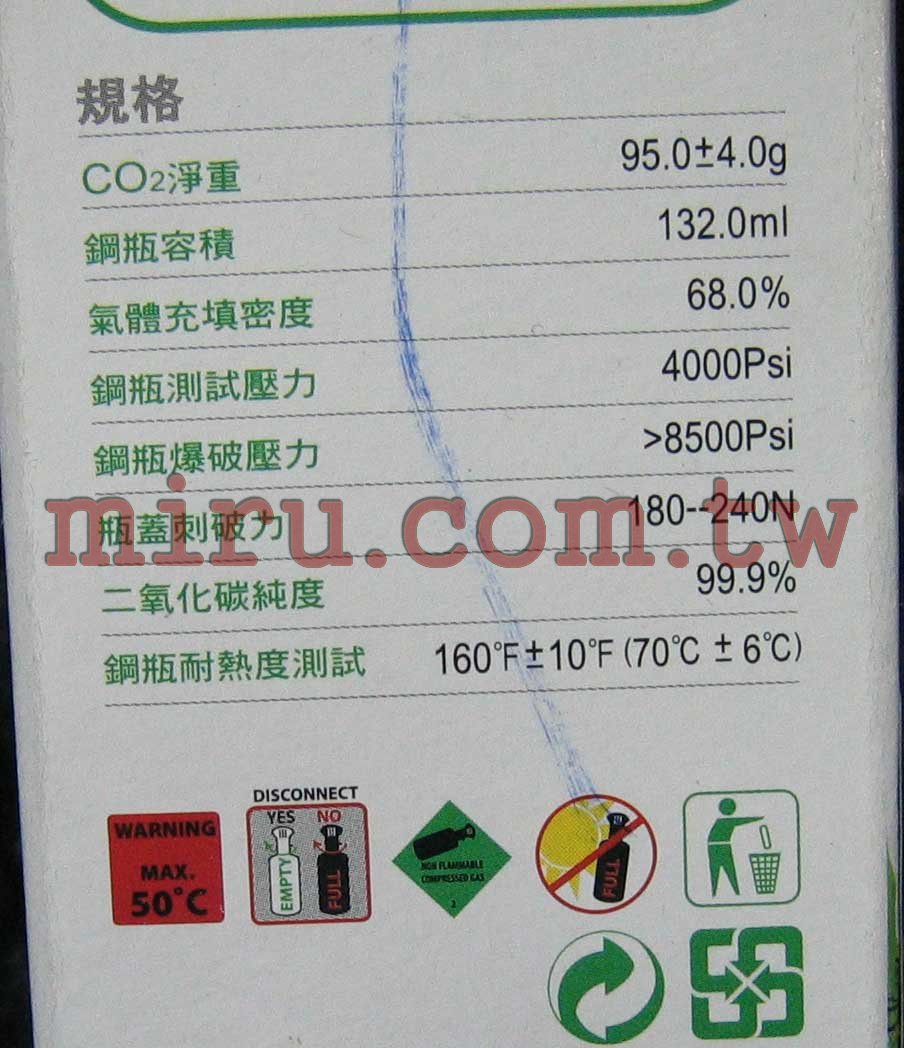 規格
CO2淨重 95.0±4.0g
鋼瓶容積 132.0ml
氣體充填密度 68.0%
鋼瓶測試壓力 4000Psi
鋼瓶爆破壓力 >8500Psi
瓶蓋刺破力 180--240N
miru.com.tw
二氧化碳純度 99.9%
鋼瓶耐熱度測試 160°F±10°F (70℃ ± 6℃)
DISCONNECT
YES NO
EMPTY FULL
WARNING
MAX.
50°C
NON FLAMMABLE
COMPRESSED GAS
2
FULL